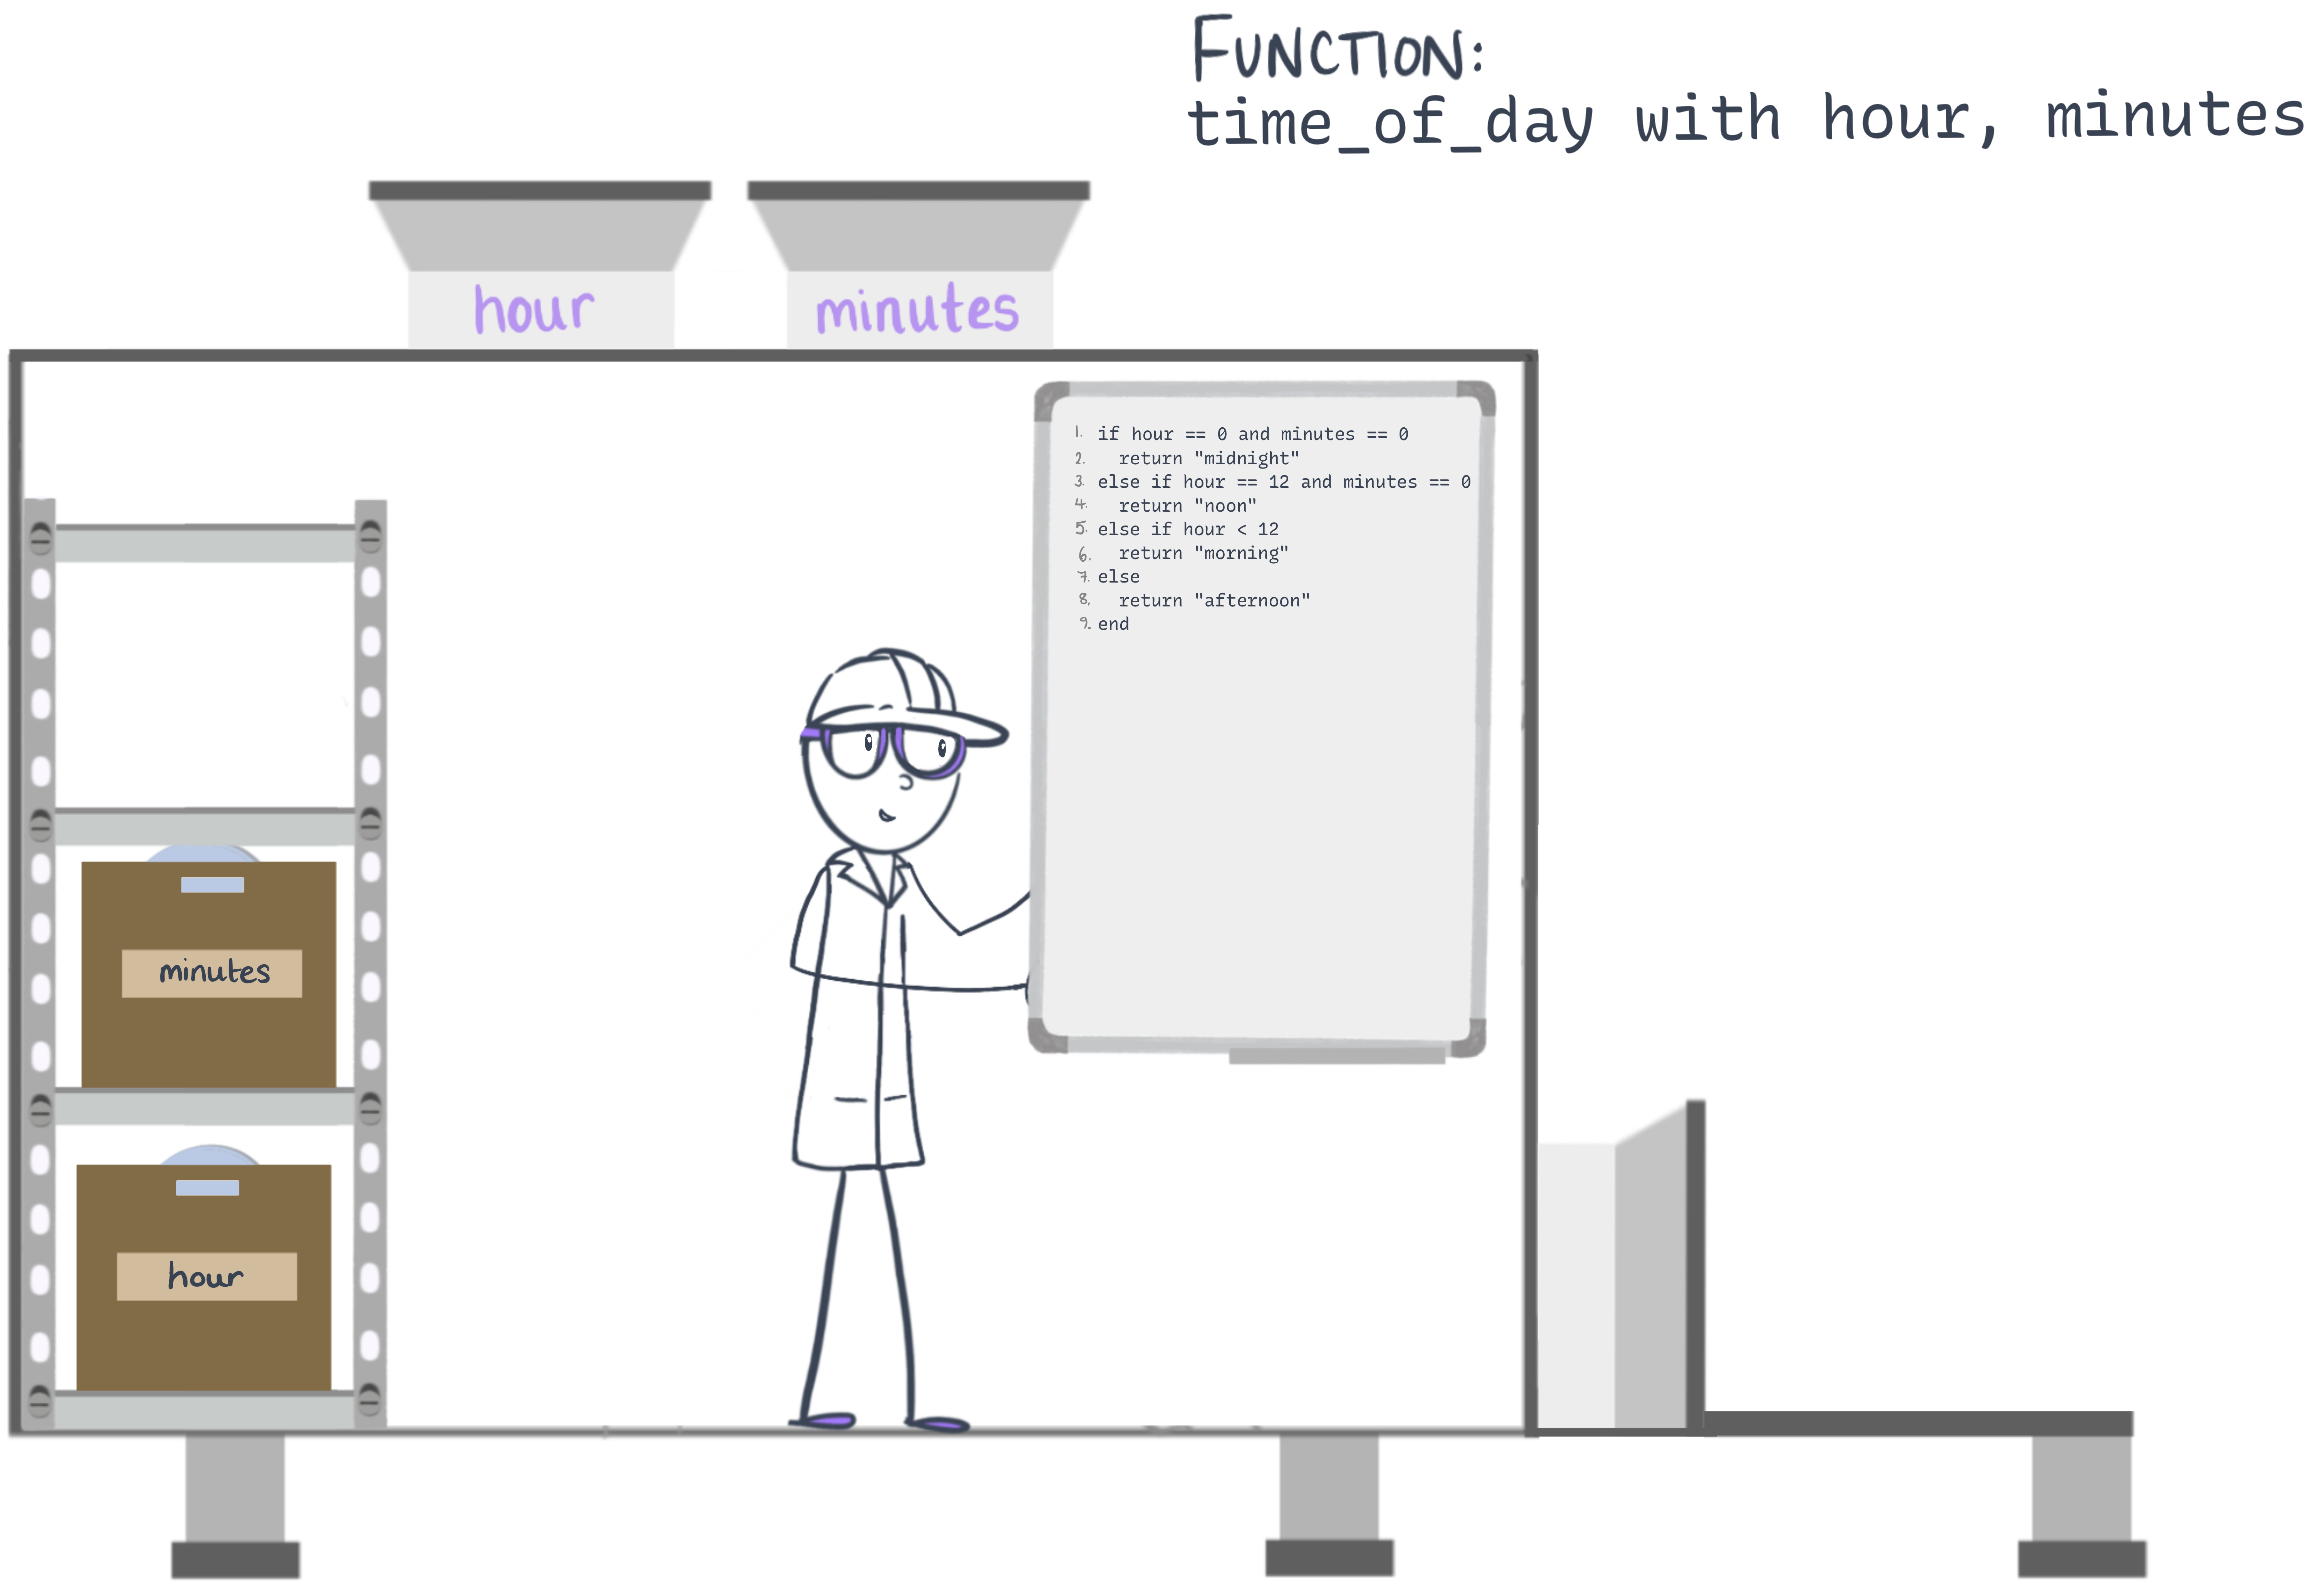 FUNCTION:
time_of_day with hour, minutes
hour
minutes
1. if hour == 0 and minutes == 0
2.   return "midnight"
3. else if hour == 12 and minutes == 0
4.   return "noon"
5. else if hour < 12
6.   return "morning"
7. else
8.   return "afternoon"
9. end
minutes
hour